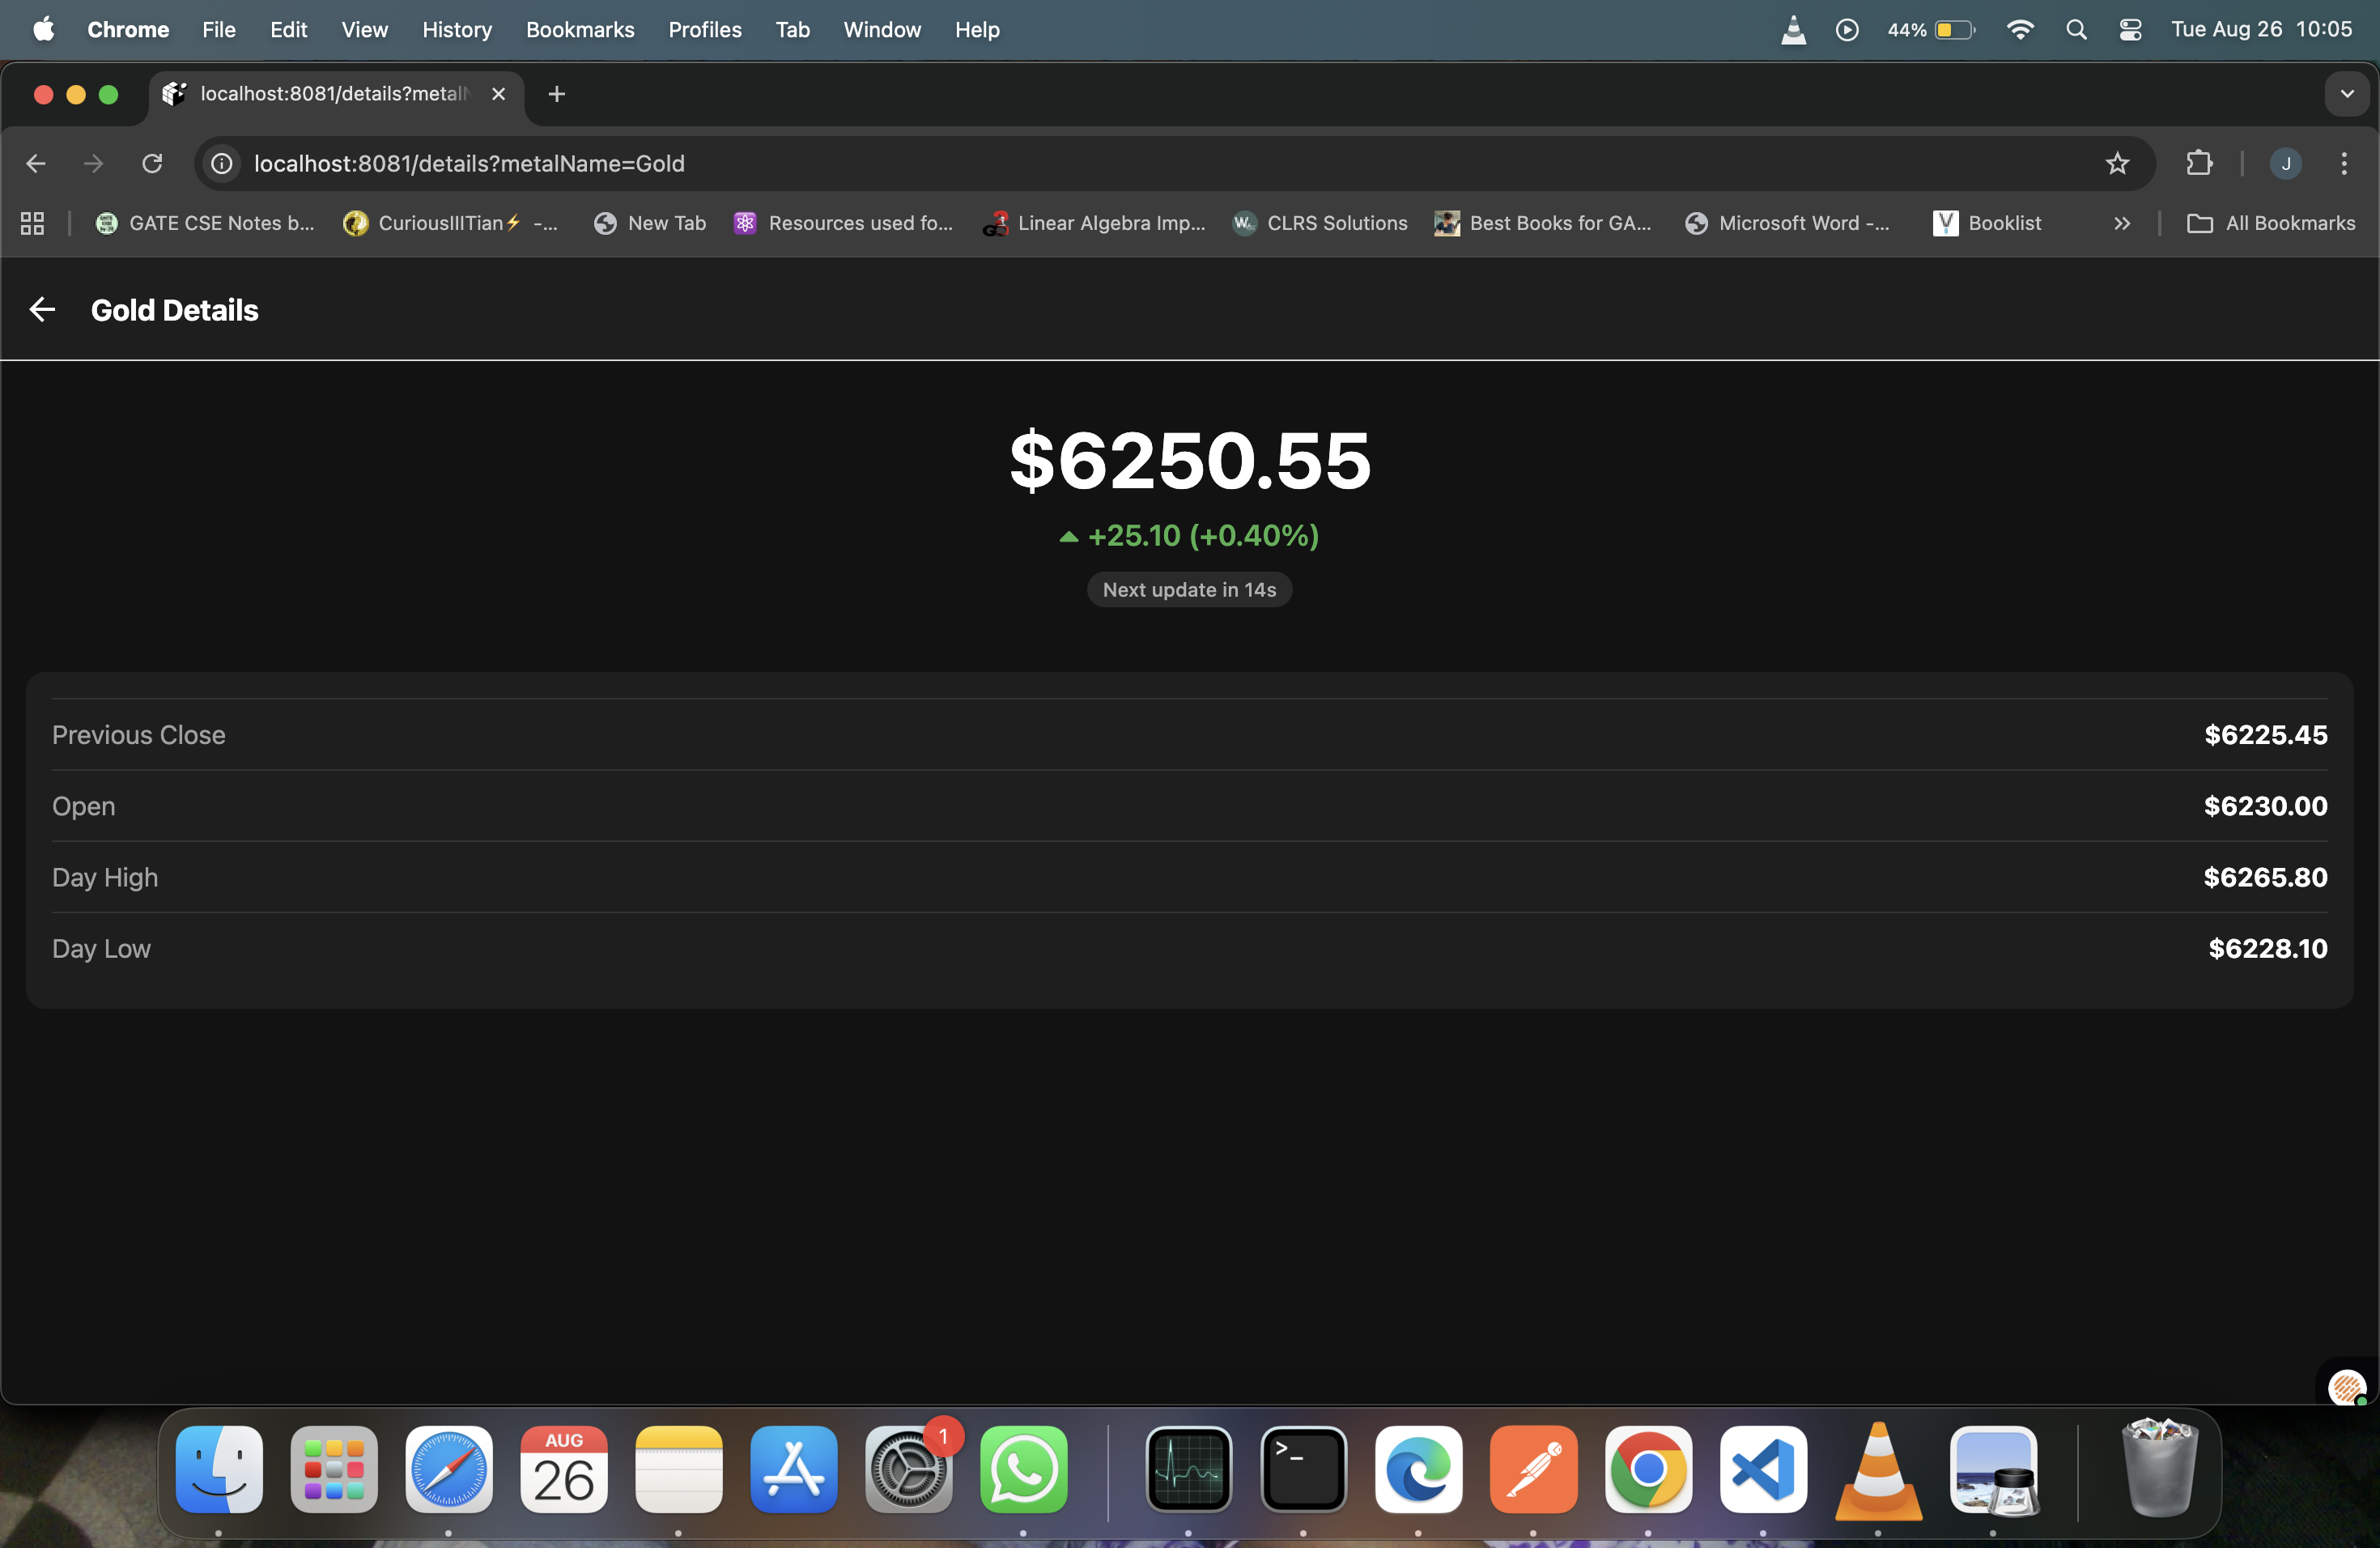 Chrome File Edit View History Bookmarks Profiles Tab Window Help 44% Tue Aug 26 10:05
localhost:8081/details?metalN
localhost:8081/details?metalName=Gold J
GATE CSE Notes b... CuriousIIITian⚡ -... New Tab Resources used fo... Linear Algebra Imp... CLRS Solutions Best Books for GA... Microsoft Word -... Booklist » All Bookmarks
Gold Details
$6250.55
+25.10 (+0.40%)
Next update in 14s
Previous Close $6225.45
Open $6230.00
Day High $6265.80
Day Low $6228.10
AUG 1
26